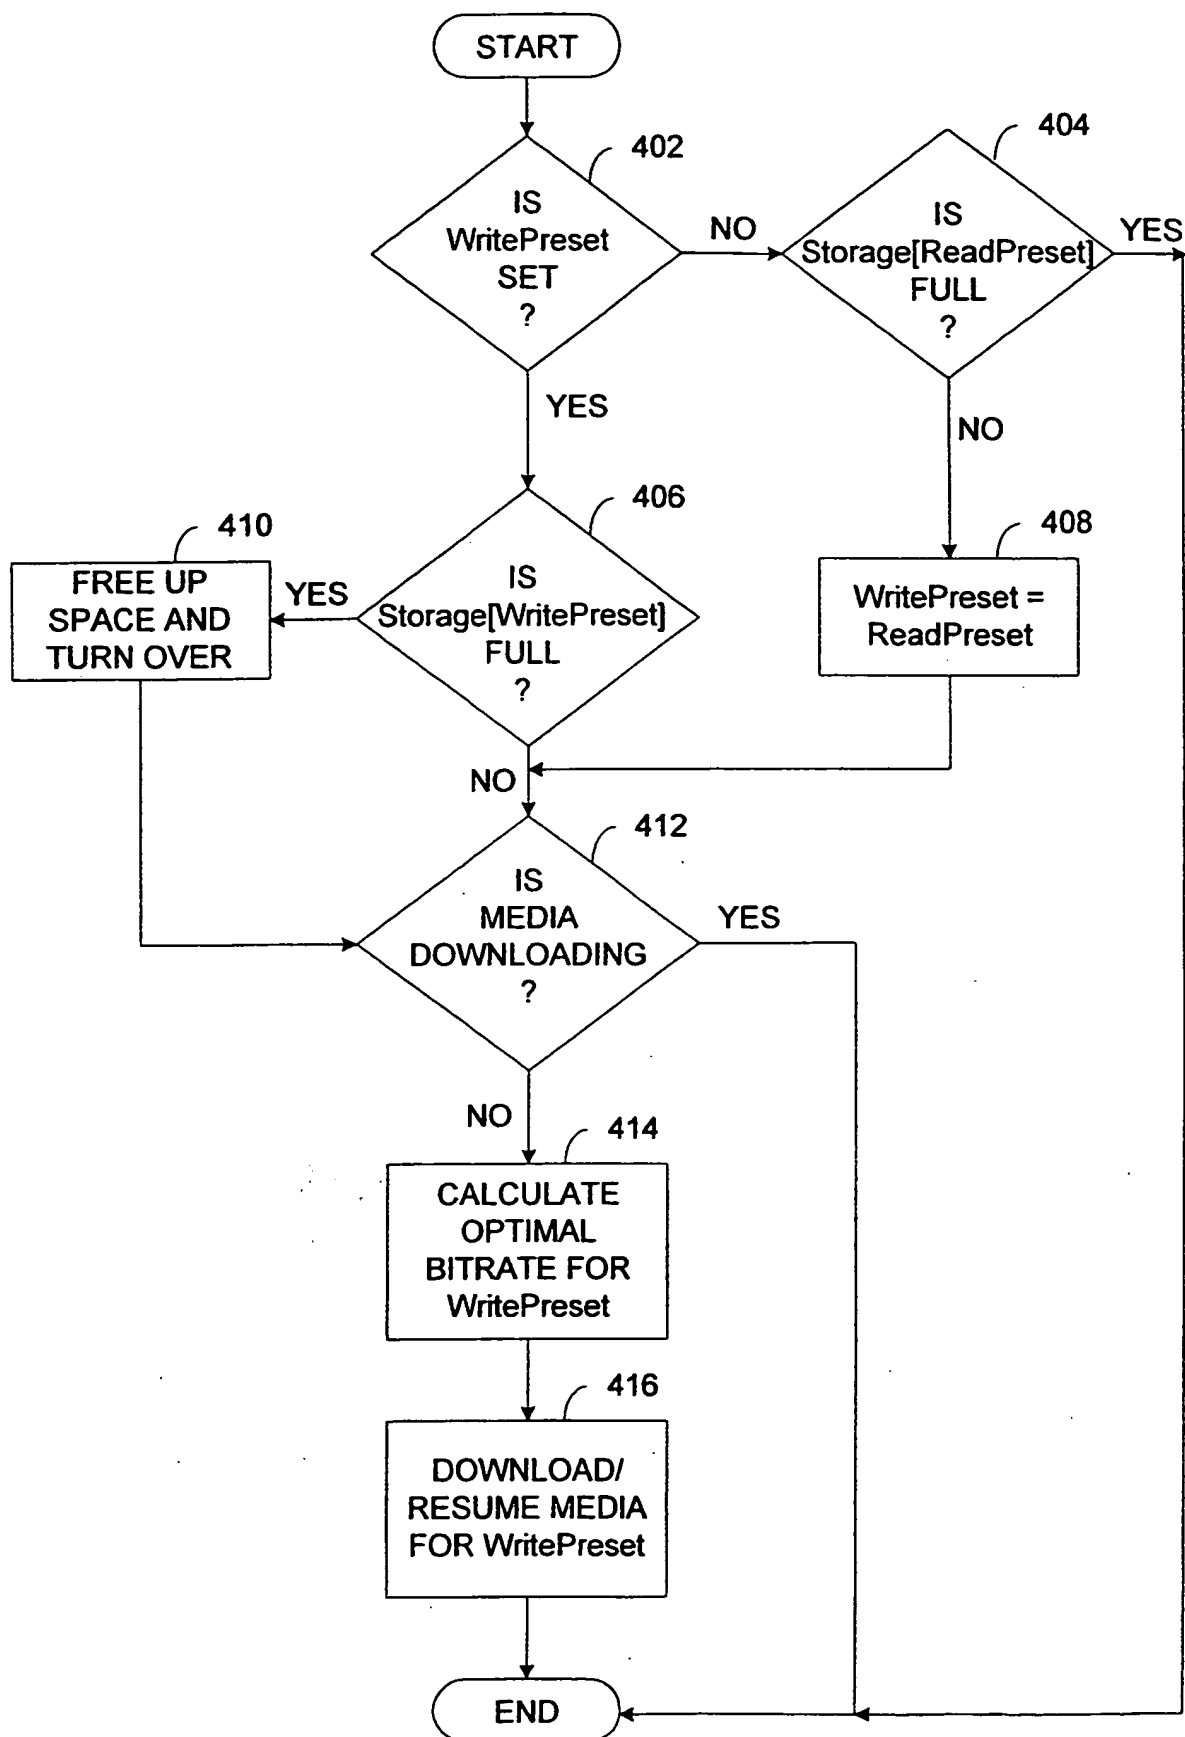 START
402
IS
WritePreset
SET
?
NO
YES
404
IS
Storage[ReadPreset]
FULL
?
YES
NO
406
IS
Storage[WritePreset]
FULL
?
YES
NO
408
WritePreset =
ReadPreset
410
FREE UP
SPACE AND
TURN OVER
412
IS
MEDIA
DOWNLOADING
?
YES
NO
414
CALCULATE
OPTIMAL
BITRATE FOR
WritePreset
416
DOWNLOAD/
RESUME MEDIA
FOR WritePreset
END